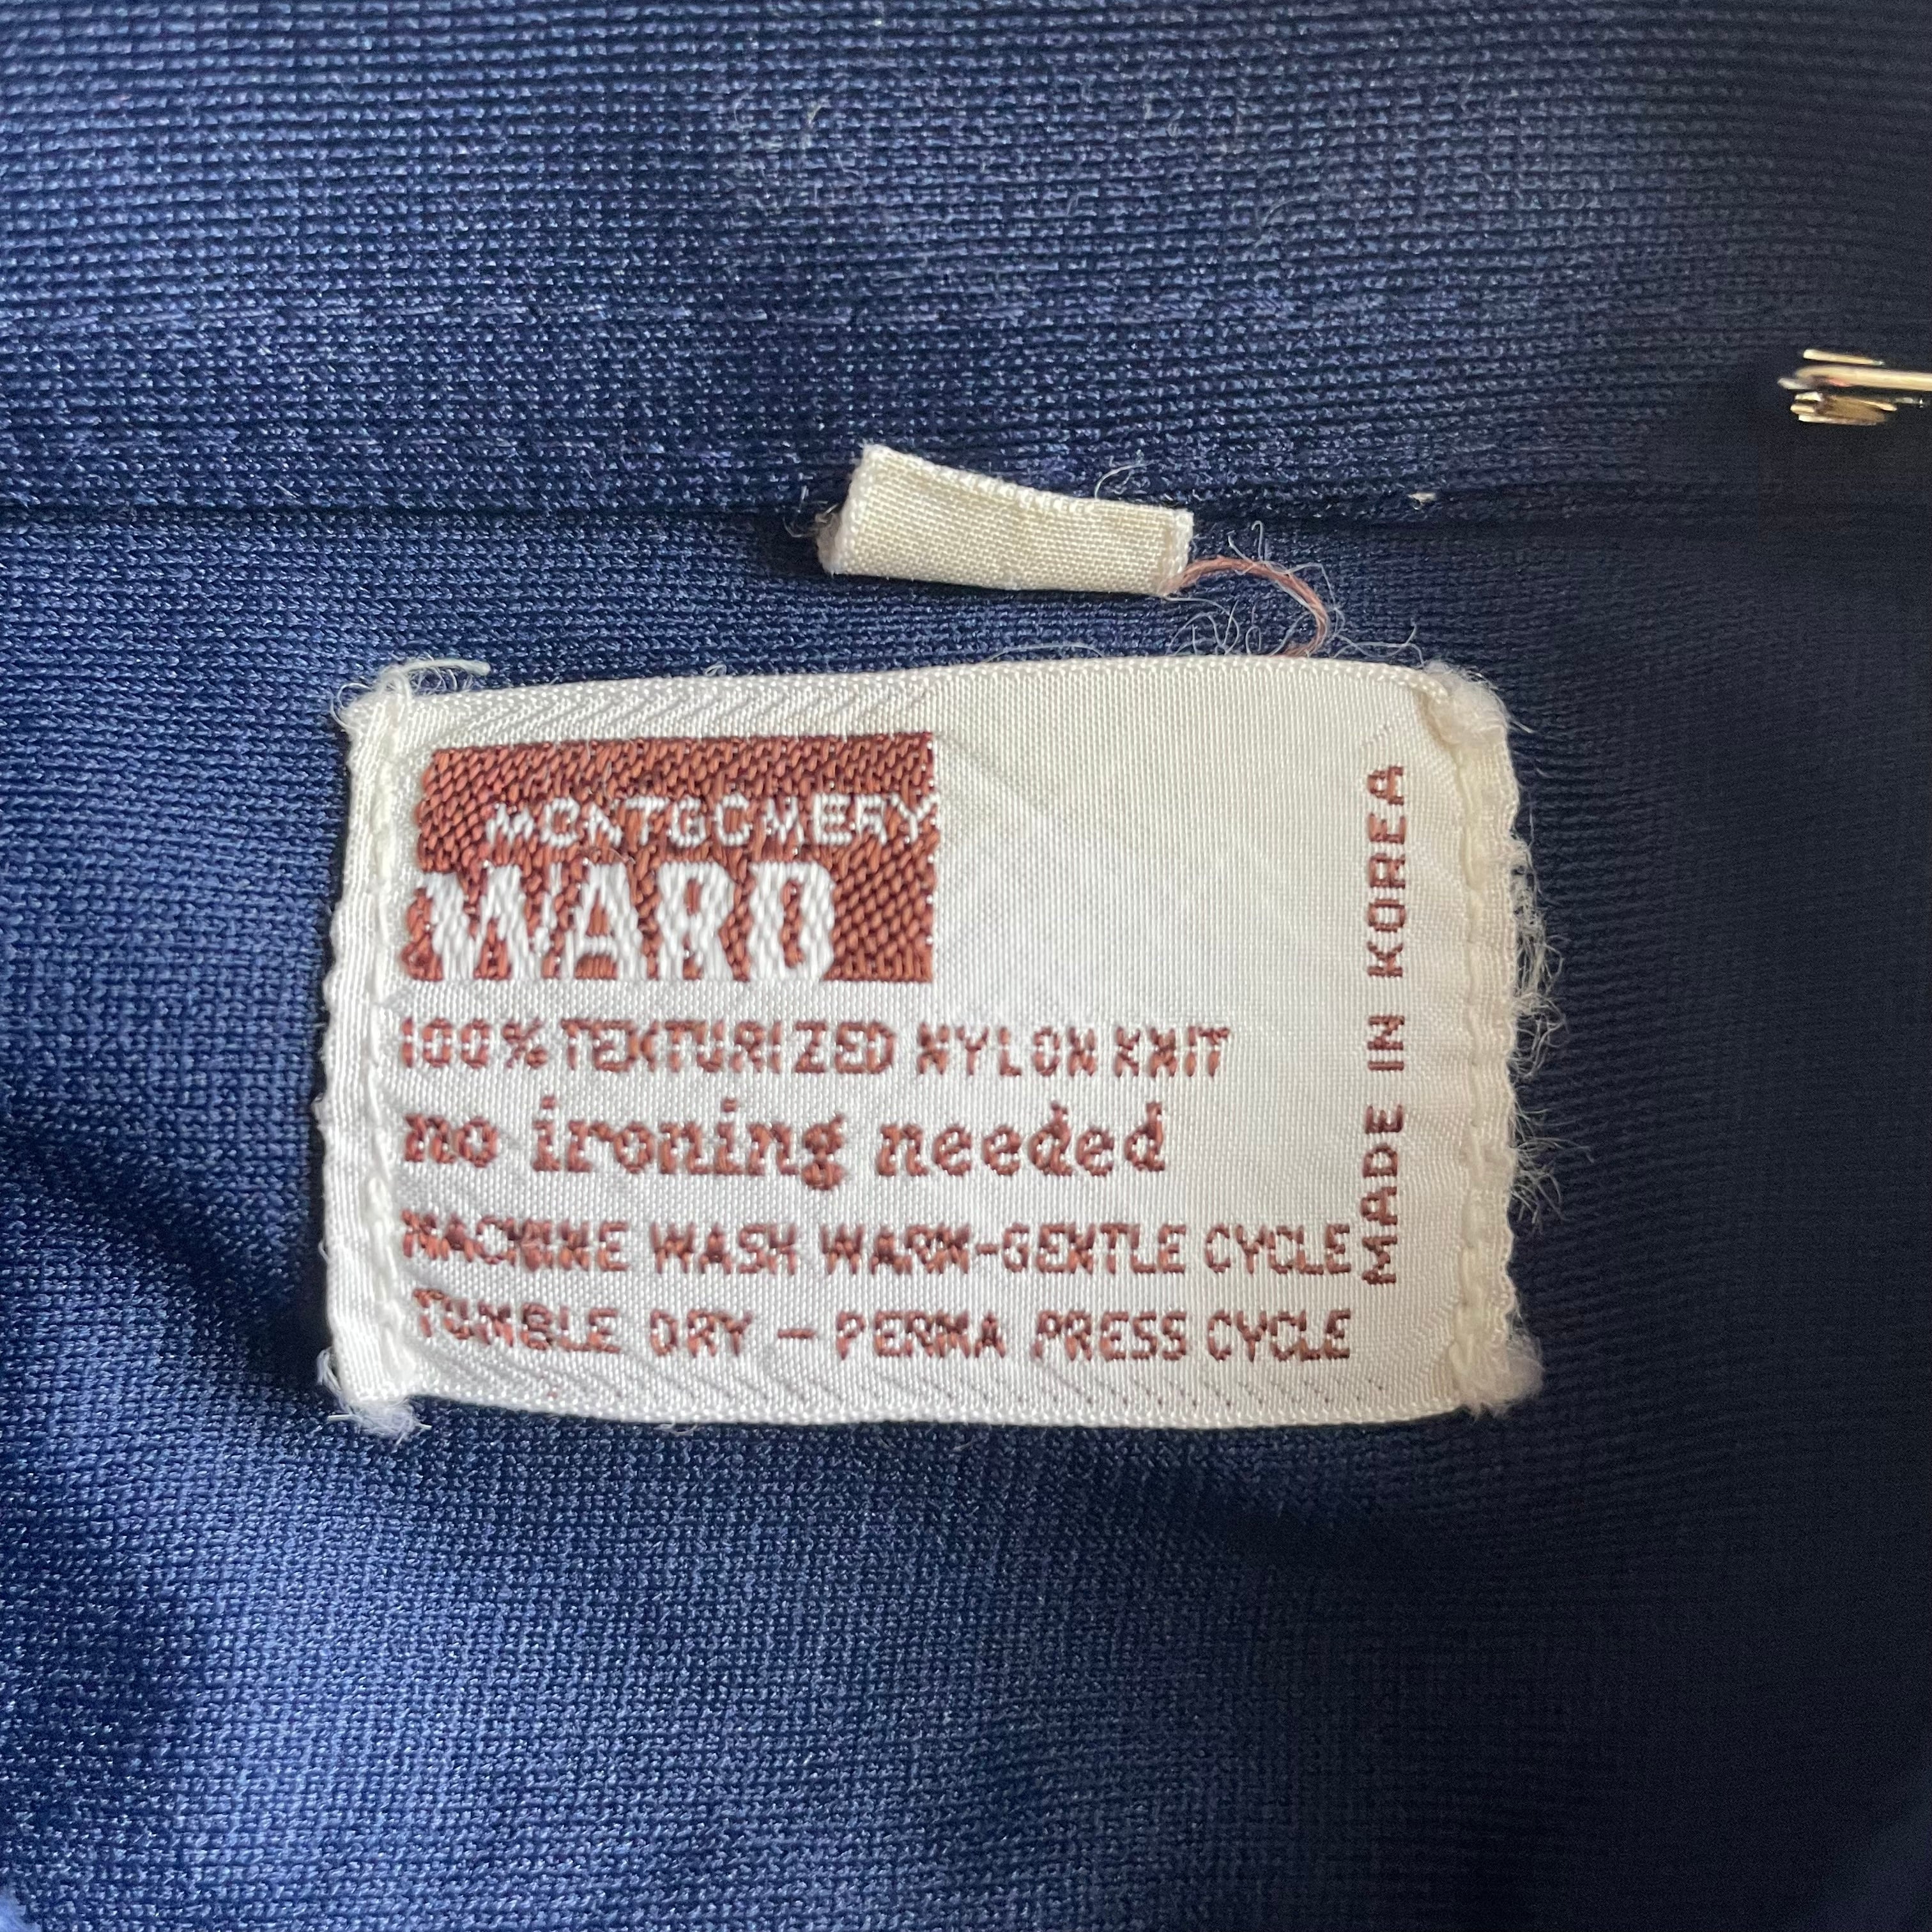 MONTGOMERY
WARD
100% TEXTURIZED NYLON KNIT
no ironing needed
MACHINE WASH WARM-GENTLE CYCLE
TUMBLE DRY – PERMA PRESS CYCLE
MADE IN KOREA